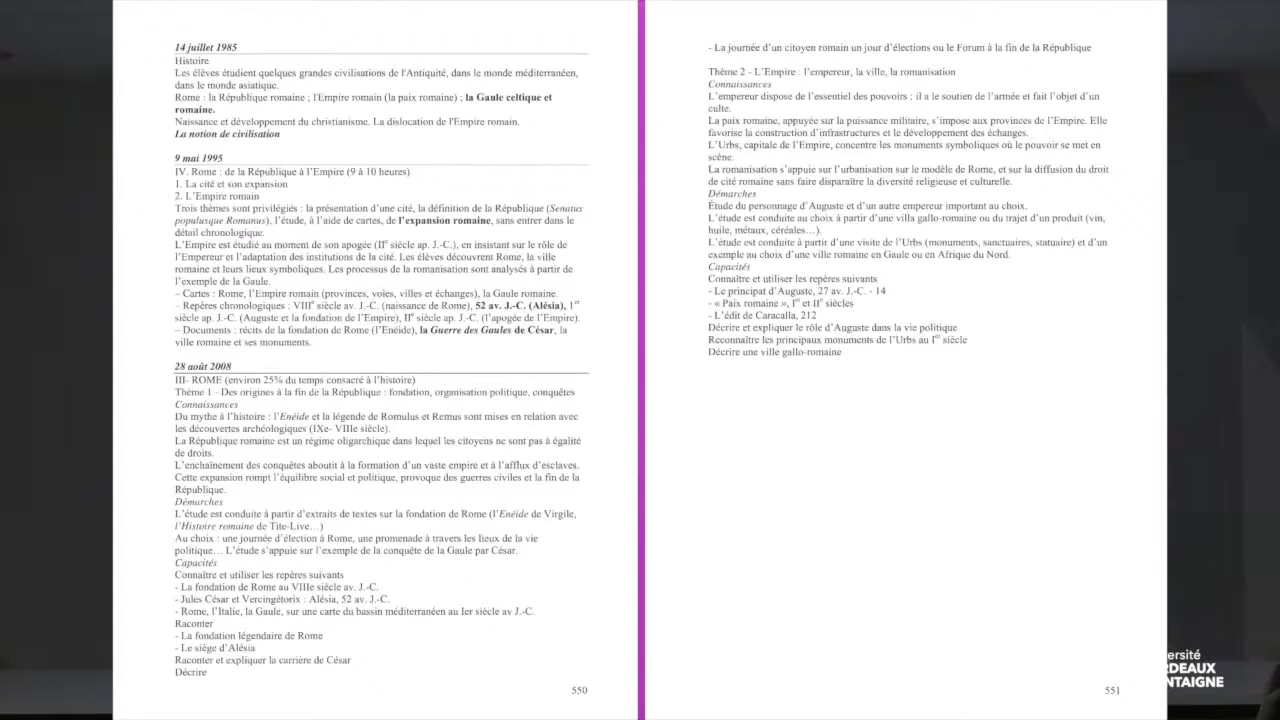 14 juillet 1985
Histoire
Les élèves étudient quelques grandes civilisations de l'Antiquité, dans le monde méditerranéen,
dans le monde asiatique.
Rome : la République romaine ; l'Empire romain (la paix romaine) ; la Gaule celtique et
romaine.
Naissance et développement du christianisme. La dislocation de l'Empire romain.
La notion de civilisation
9 mai 1995
IV. Rome : de la République à l'Empire (9 à 10 heures)
1. La cité et son expansion
2. L'Empire romain
Trois thèmes sont privilégiés : la présentation d'une cité, la définition de la République (Senatus
populusque Romanus), l'étude, à l'aide de cartes, de l'expansion romaine, sans entrer dans le
détail chronologique.
L'Empire est étudié au moment de son apogée (IIe siècle ap. J.-C.), en insistant sur le rôle de
l'Empereur et l'adaptation des institutions de la cité. Les élèves découvrent Rome, la ville
romaine et leurs lieux symboliques. Les processus de la romanisation sont analysés à partir de
l'exemple de la Gaule.
– Cartes : Rome, l'Empire romain (provinces, voies, villes et échanges), la Gaule romaine.
– Repères chronologiques : VIIIe siècle av. J.-C. (naissance de Rome), 52 av. J.-C. (Alésia), 1er
siècle ap. J.-C. (Auguste et la fondation de l'Empire), IIe siècle ap. J.-C. (l'apogée de l'Empire).
– Documents : récits de la fondation de Rome (l'Enéide), la Guerre des Gaules de César, la
ville romaine et ses monuments.
28 août 2008
III- ROME (environ 25% du temps consacré à l'histoire)
Thème 1 - Des origines à la fin de la République : fondation, organisation politique, conquêtes
Connaissances
Du mythe à l'histoire : l'Enéide et la légende de Romulus et Remus sont mises en relation avec
les découvertes archéologiques (IXe- VIIIe siècle).
La République romaine est un régime oligarchique dans lequel les citoyens ne sont pas à égalité
de droits.
L'enchaînement des conquêtes aboutit à la formation d'un vaste empire et à l'afflux d'esclaves.
Cette expansion rompt l'équilibre social et politique, provoque des guerres civiles et la fin de la
République.
Démarches
L'étude est conduite à partir d'extraits de textes sur la fondation de Rome (l'Enéide de Virgile,
l'Histoire romaine de Tite-Live…)
Au choix : une journée d'élection à Rome, une promenade à travers les lieux de la vie
politique… L'étude s'appuie sur l'exemple de la conquête de la Gaule par César.
Capacités
Connaître et utiliser les repères suivants
- La fondation de Rome au VIIIe siècle av. J.-C.
- Jules César et Vercingétorix : Alésia, 52 av. J.-C.
- Rome, l'Italie, la Gaule, sur une carte du bassin méditerranéen au Ier siècle av J.-C.
Raconter
- La fondation légendaire de Rome
- Le siège d'Alésia
Raconter et expliquer la carrière de César
Décrire
550
- La journée d'un citoyen romain un jour d'élections ou le Forum à la fin de la République
Thème 2 - L'Empire : l'empereur, la ville, la romanisation
Connaissances
L'empereur dispose de l'essentiel des pouvoirs ; il a le soutien de l'armée et fait l'objet d'un
culte.
La paix romaine, appuyée sur la puissance militaire, s'impose aux provinces de l'Empire. Elle
favorise la construction d'infrastructures et le développement des échanges.
L'Urbs, capitale de l'Empire, concentre les monuments symboliques où le pouvoir se met en
scène.
La romanisation s'appuie sur l'urbanisation sur le modèle de Rome, et sur la diffusion du droit
de cité romaine sans faire disparaître la diversité religieuse et culturelle.
Démarches
Étude du personnage d'Auguste et d'un autre empereur important au choix.
L'étude est conduite au choix à partir d'une villa gallo-romaine ou du trajet d'un produit (vin,
huile, métaux, céréales…).
L'étude est conduite à partir d'une visite de l'Urbs (monuments, sanctuaires, statuaire) et d'un
exemple au choix d'une ville romaine en Gaule ou en Afrique du Nord.
Capacités
Connaître et utiliser les repères suivants
- Le principat d'Auguste, 27 av. J.-C. - 14
- « Paix romaine », Ier et IIe siècles
- L'édit de Caracalla, 212
Décrire et expliquer le rôle d'Auguste dans la vie politique
Reconnaître les principaux monuments de l'Urbs au Ier siècle
Décrire une ville gallo-romaine
551
ersité
RDEAUX
NTAIGNE